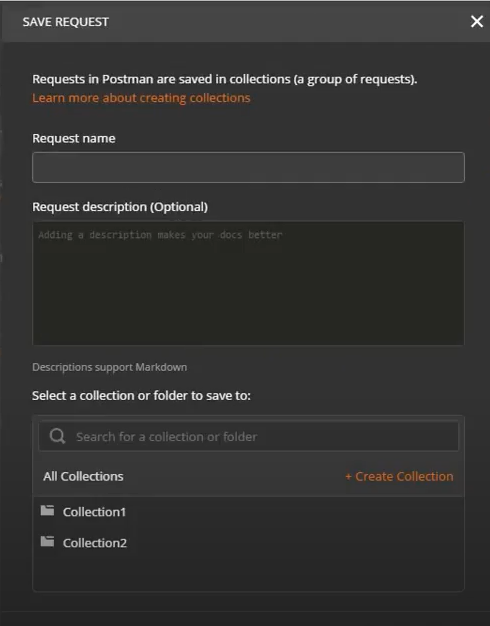 SAVE REQUEST
Requests in Postman are saved in collections (a group of requests).
Learn more about creating collections
Request name
Request description (Optional)
Adding a description makes your docs better
Descriptions support Markdown
Select a collection or folder to save to:
Search for a collection or folder
All Collections + Create Collection
Collection1
Collection2